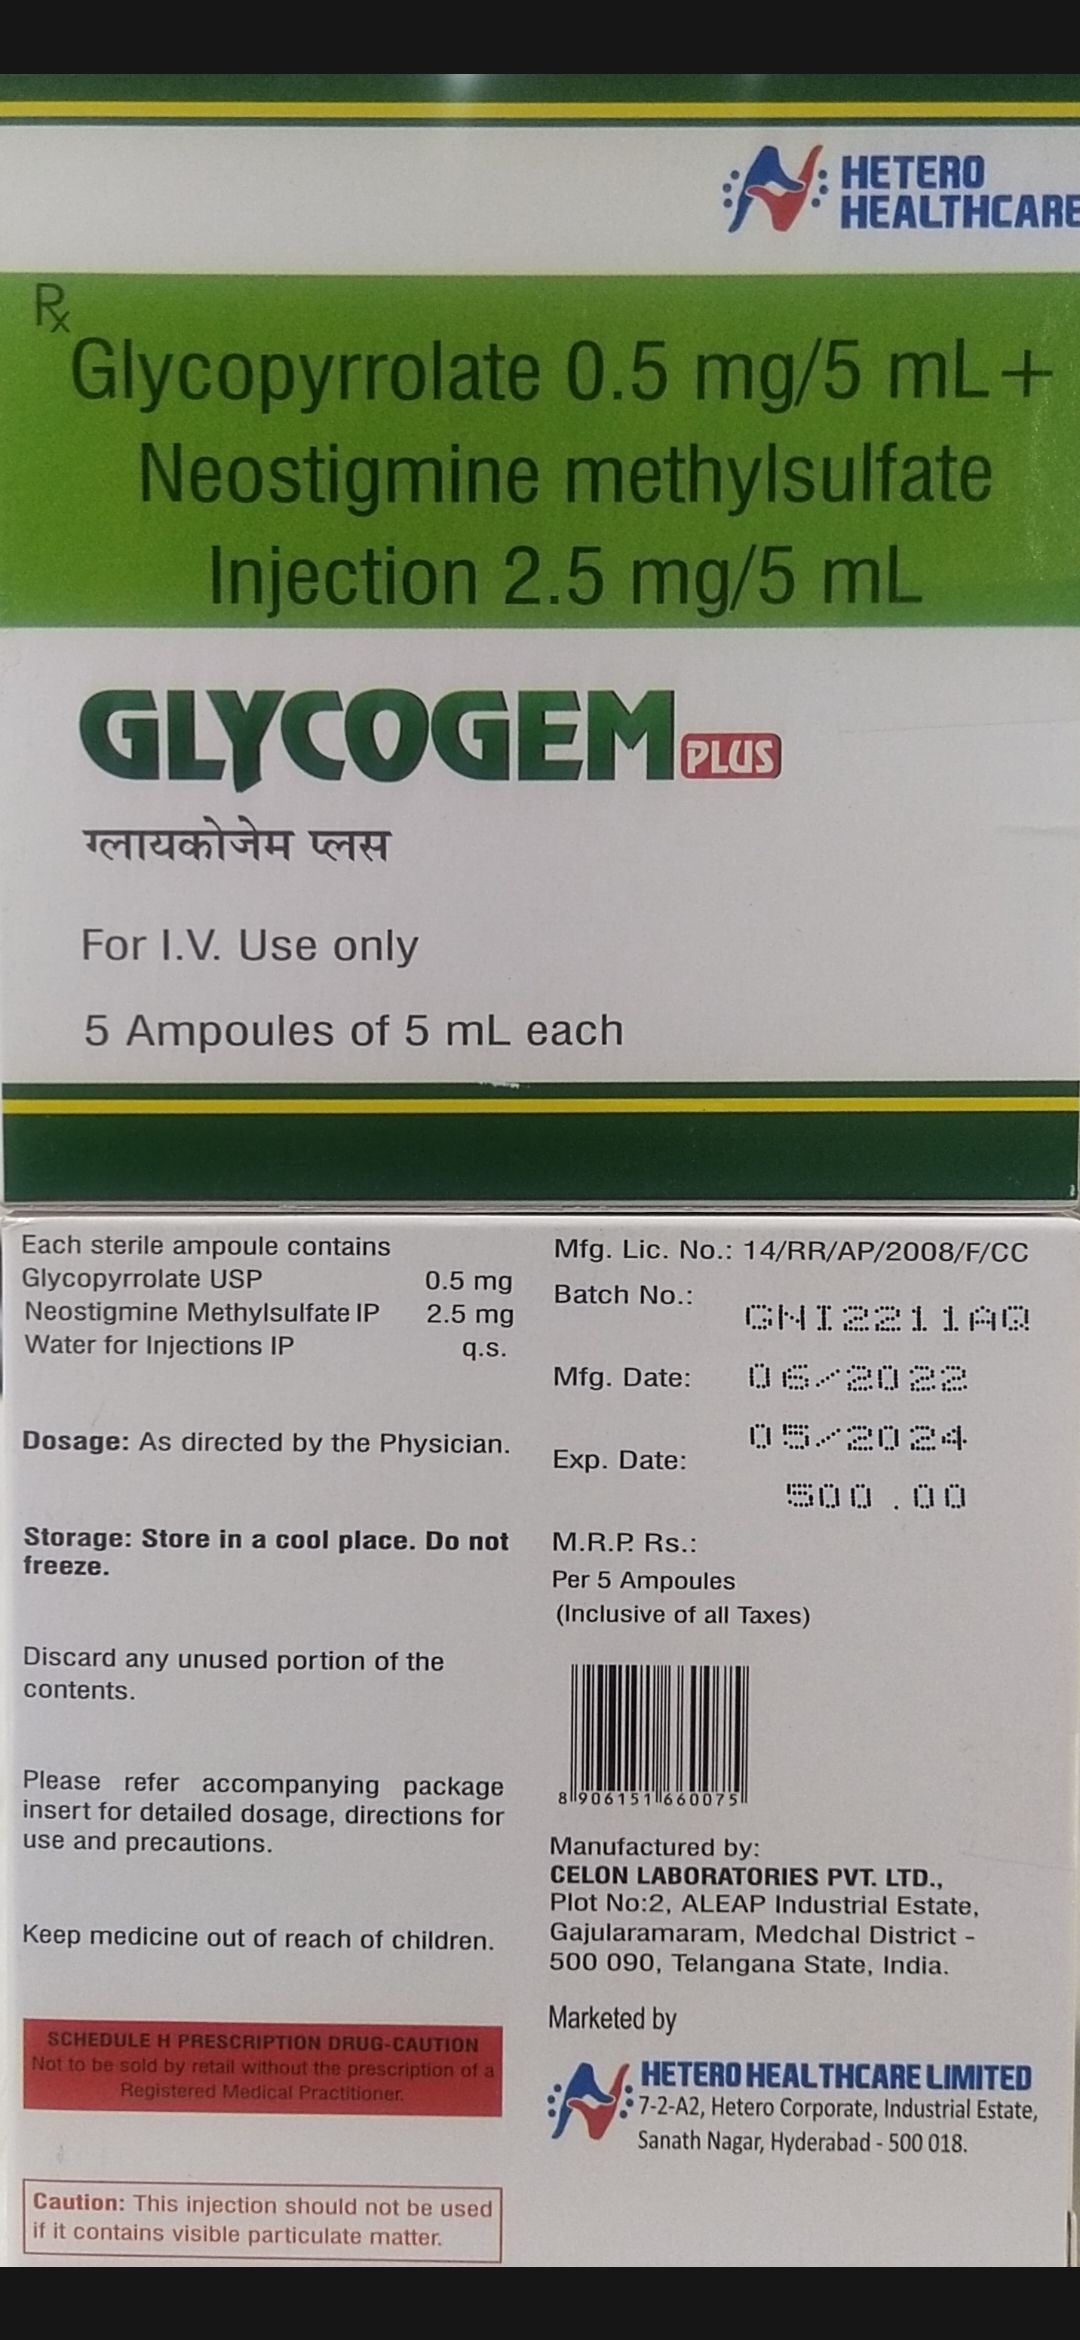 HETERO
HEALTHCARE
Rx
Glycopyrrolate 0.5 mg/5 mL +
Neostigmine methylsulfate
Injection 2.5 mg/5 mL
GLYCOGEM PLUS
ग्लायकोजेम प्लस
For I.V. Use only
5 Ampoules of 5 mL each
Each sterile ampoule contains
Glycopyrrolate USP 0.5 mg
Neostigmine Methylsulfate IP 2.5 mg
Water for Injections IP q.s.
Dosage: As directed by the Physician.
Storage: Store in a cool place. Do not
freeze.
Discard any unused portion of the
contents.
Please refer accompanying package
insert for detailed dosage, directions for
use and precautions.
Keep medicine out of reach of children.
SCHEDULE H PRESCRIPTION DRUG-CAUTION
Not to be sold by retail without the prescription of a
Registered Medical Practitioner.
Caution: This injection should not be used
if it contains visible particulate matter.
Mfg. Lic. No.: 14/RR/AP/2008/F/CC
Batch No.: GNI2211AQ
Mfg. Date: 06/2022
Exp. Date: 05/2024
500.00
M.R.P. Rs.:
Per 5 Ampoules
(Inclusive of all Taxes)
8 906151 660075
Manufactured by:
CELON LABORATORIES PVT. LTD.,
Plot No:2, ALEAP Industrial Estate,
Gajularamaram, Medchal District -
500 090, Telangana State, India.
Marketed by
HETERO HEALTHCARE LIMITED
7-2-A2, Hetero Corporate, Industrial Estate,
Sanath Nagar, Hyderabad - 500 018.